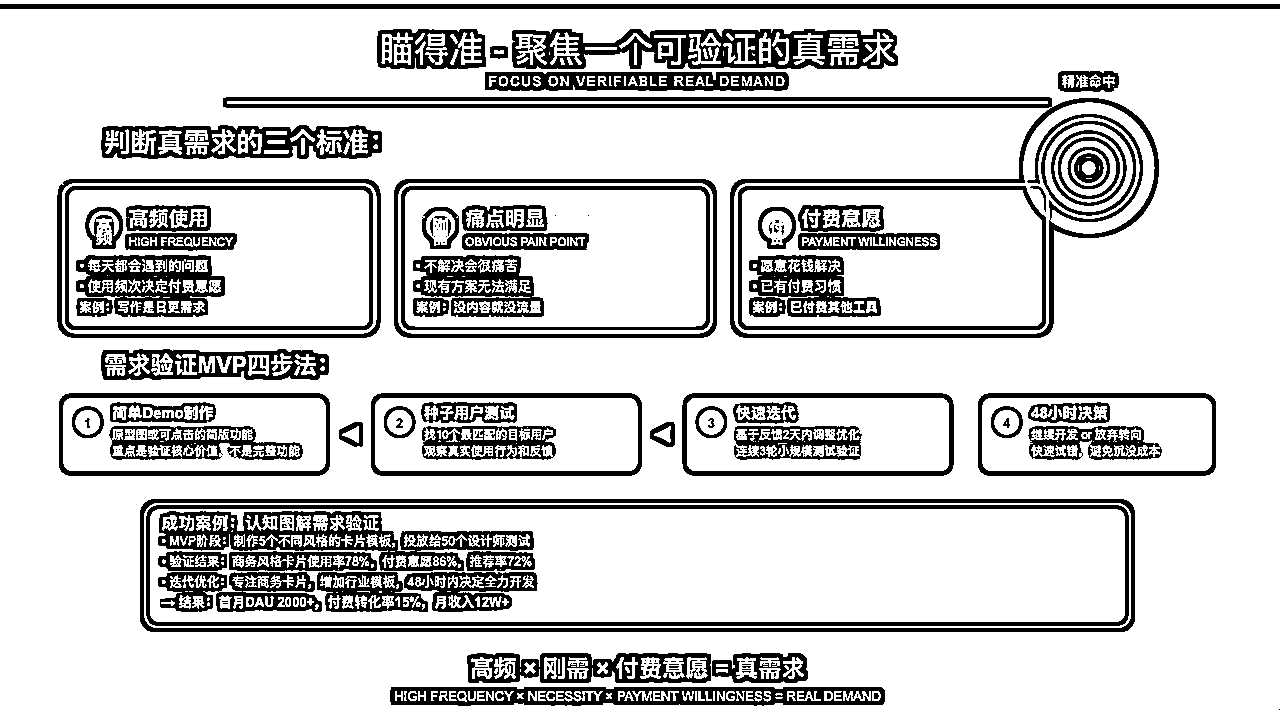 瞄得准 - 聚焦一个可验证的真需求
FOCUS ON VERIFIABLE REAL DEMAND
精准命中
判断真需求的三个标准：
高频使用
HIGH FREQUENCY
每天都会遇到的问题
使用频次决定付费意愿
案例：写作是日更需求
痛点明显
OBVIOUS PAIN POINT
不解决会很痛苦
现有方案无法满足
案例：没内容就没流量
付费意愿
PAYMENT WILLINGNESS
愿意花钱解决
已有付费习惯
案例：已付费其他工具
需求验证MVP四步法：
1
简单Demo制作
原型图或可点击的简版功能
重点是验证核心价值，不是完整功能
2
种子用户测试
找10个最匹配的目标用户
观察真实使用行为和反馈
3
快速迭代
基于反馈2天内调整优化
连续3轮小规模测试验证
4
48小时决策
继续开发 or 放弃转向
快速试错，避免沉没成本
成功案例：认知图解需求验证
MVP阶段：制作5个不同风格的卡片模板，投放给50个设计师测试
验证结果：商务风格卡片使用率78%，付费意愿86%，推荐率72%
迭代优化：专注商务卡片，增加行业模板，48小时内决定全力开发
结果：首月DAU 2000+，付费转化率15%，月收入12W+
高频 × 刚需 × 付费意愿 = 真需求
HIGH FREQUENCY × NECESSITY × PAYMENT WILLINGNESS = REAL DEMAND